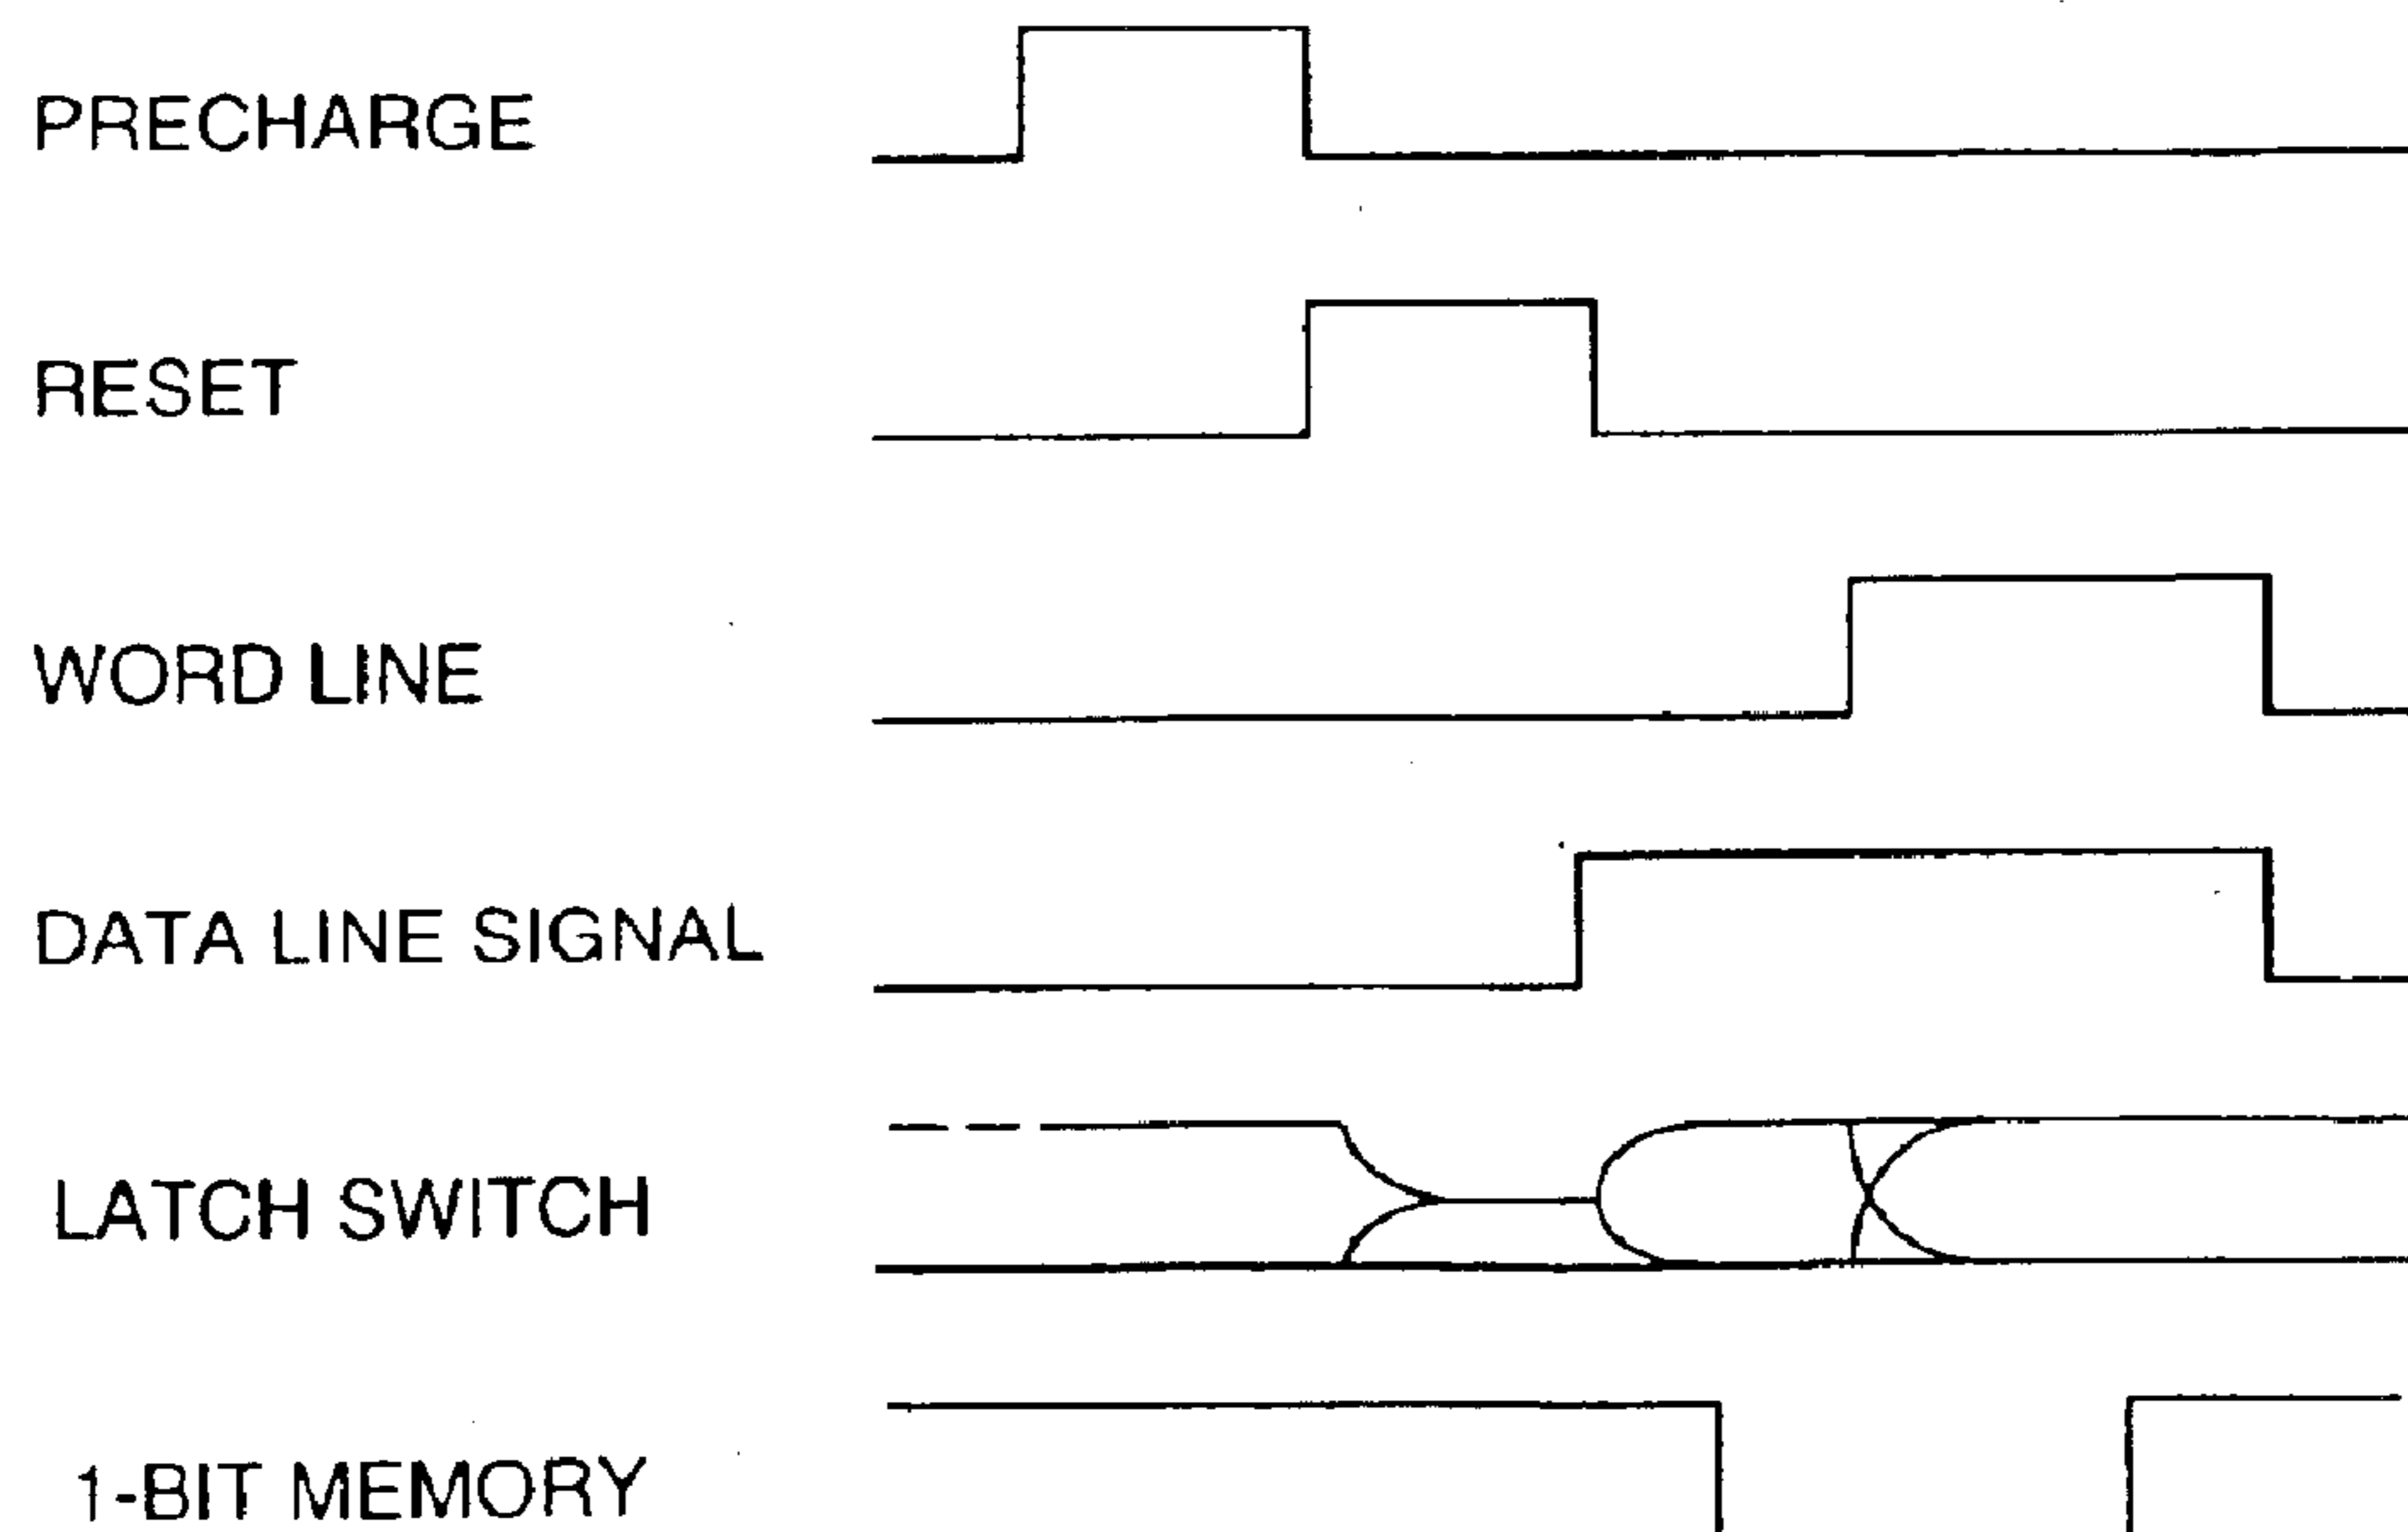 PRECHARGE
RESET
WORD LINE
DATA LINE SIGNAL
LATCH SWITCH
1-BIT MEMORY